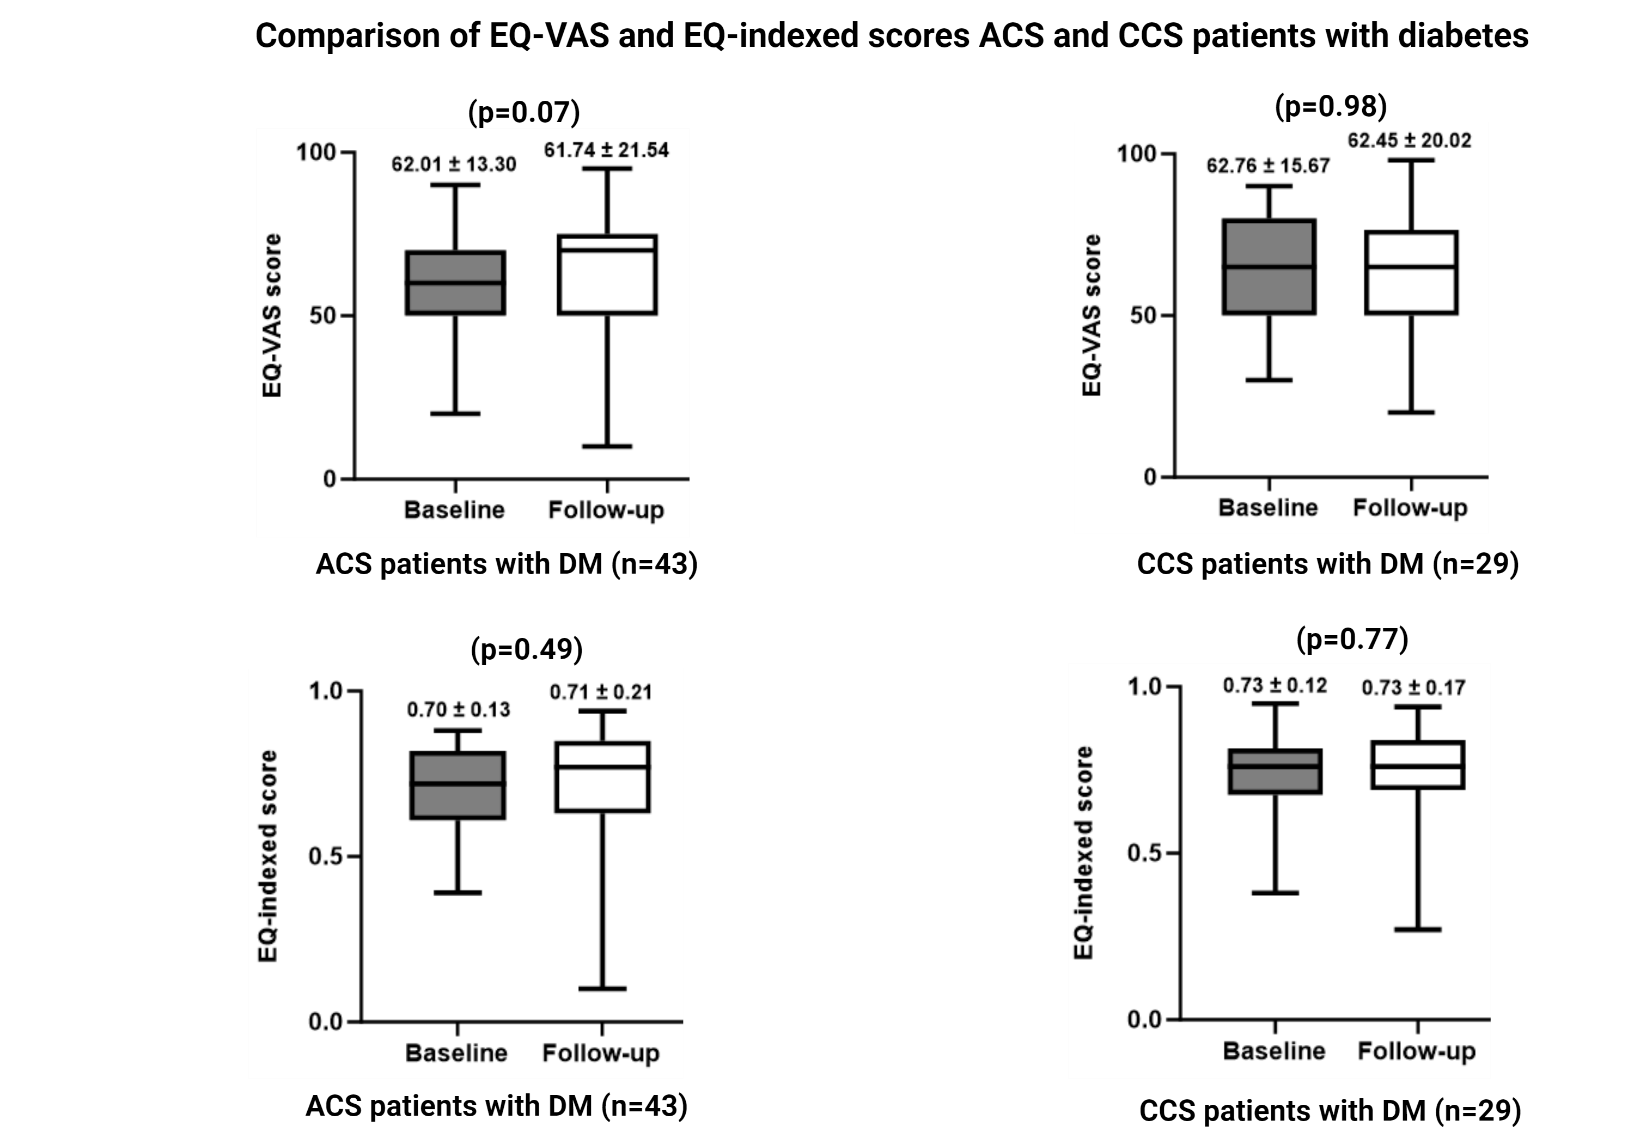 Comparison of EQ-VAS and EQ-indexed scores ACS and CCS patients with diabetes
(p=0.07)
62.01 ± 13.30
61.74 ± 21.54
100
50
0
EQ-VAS score
Baseline
Follow-up
ACS patients with DM (n=43)
(p=0.98)
62.76 ± 15.67
62.45 ± 20.02
100
50
0
EQ-VAS score
Baseline
Follow-up
CCS patients with DM (n=29)
(p=0.49)
0.70 ± 0.13
0.71 ± 0.21
1.0
0.5
0.0
EQ-indexed score
Baseline
Follow-up
ACS patients with DM (n=43)
(p=0.77)
0.73 ± 0.12
0.73 ± 0.17
1.0
0.5
0.0
EQ-indexed score
Baseline
Follow-up
CCS patients with DM (n=29)